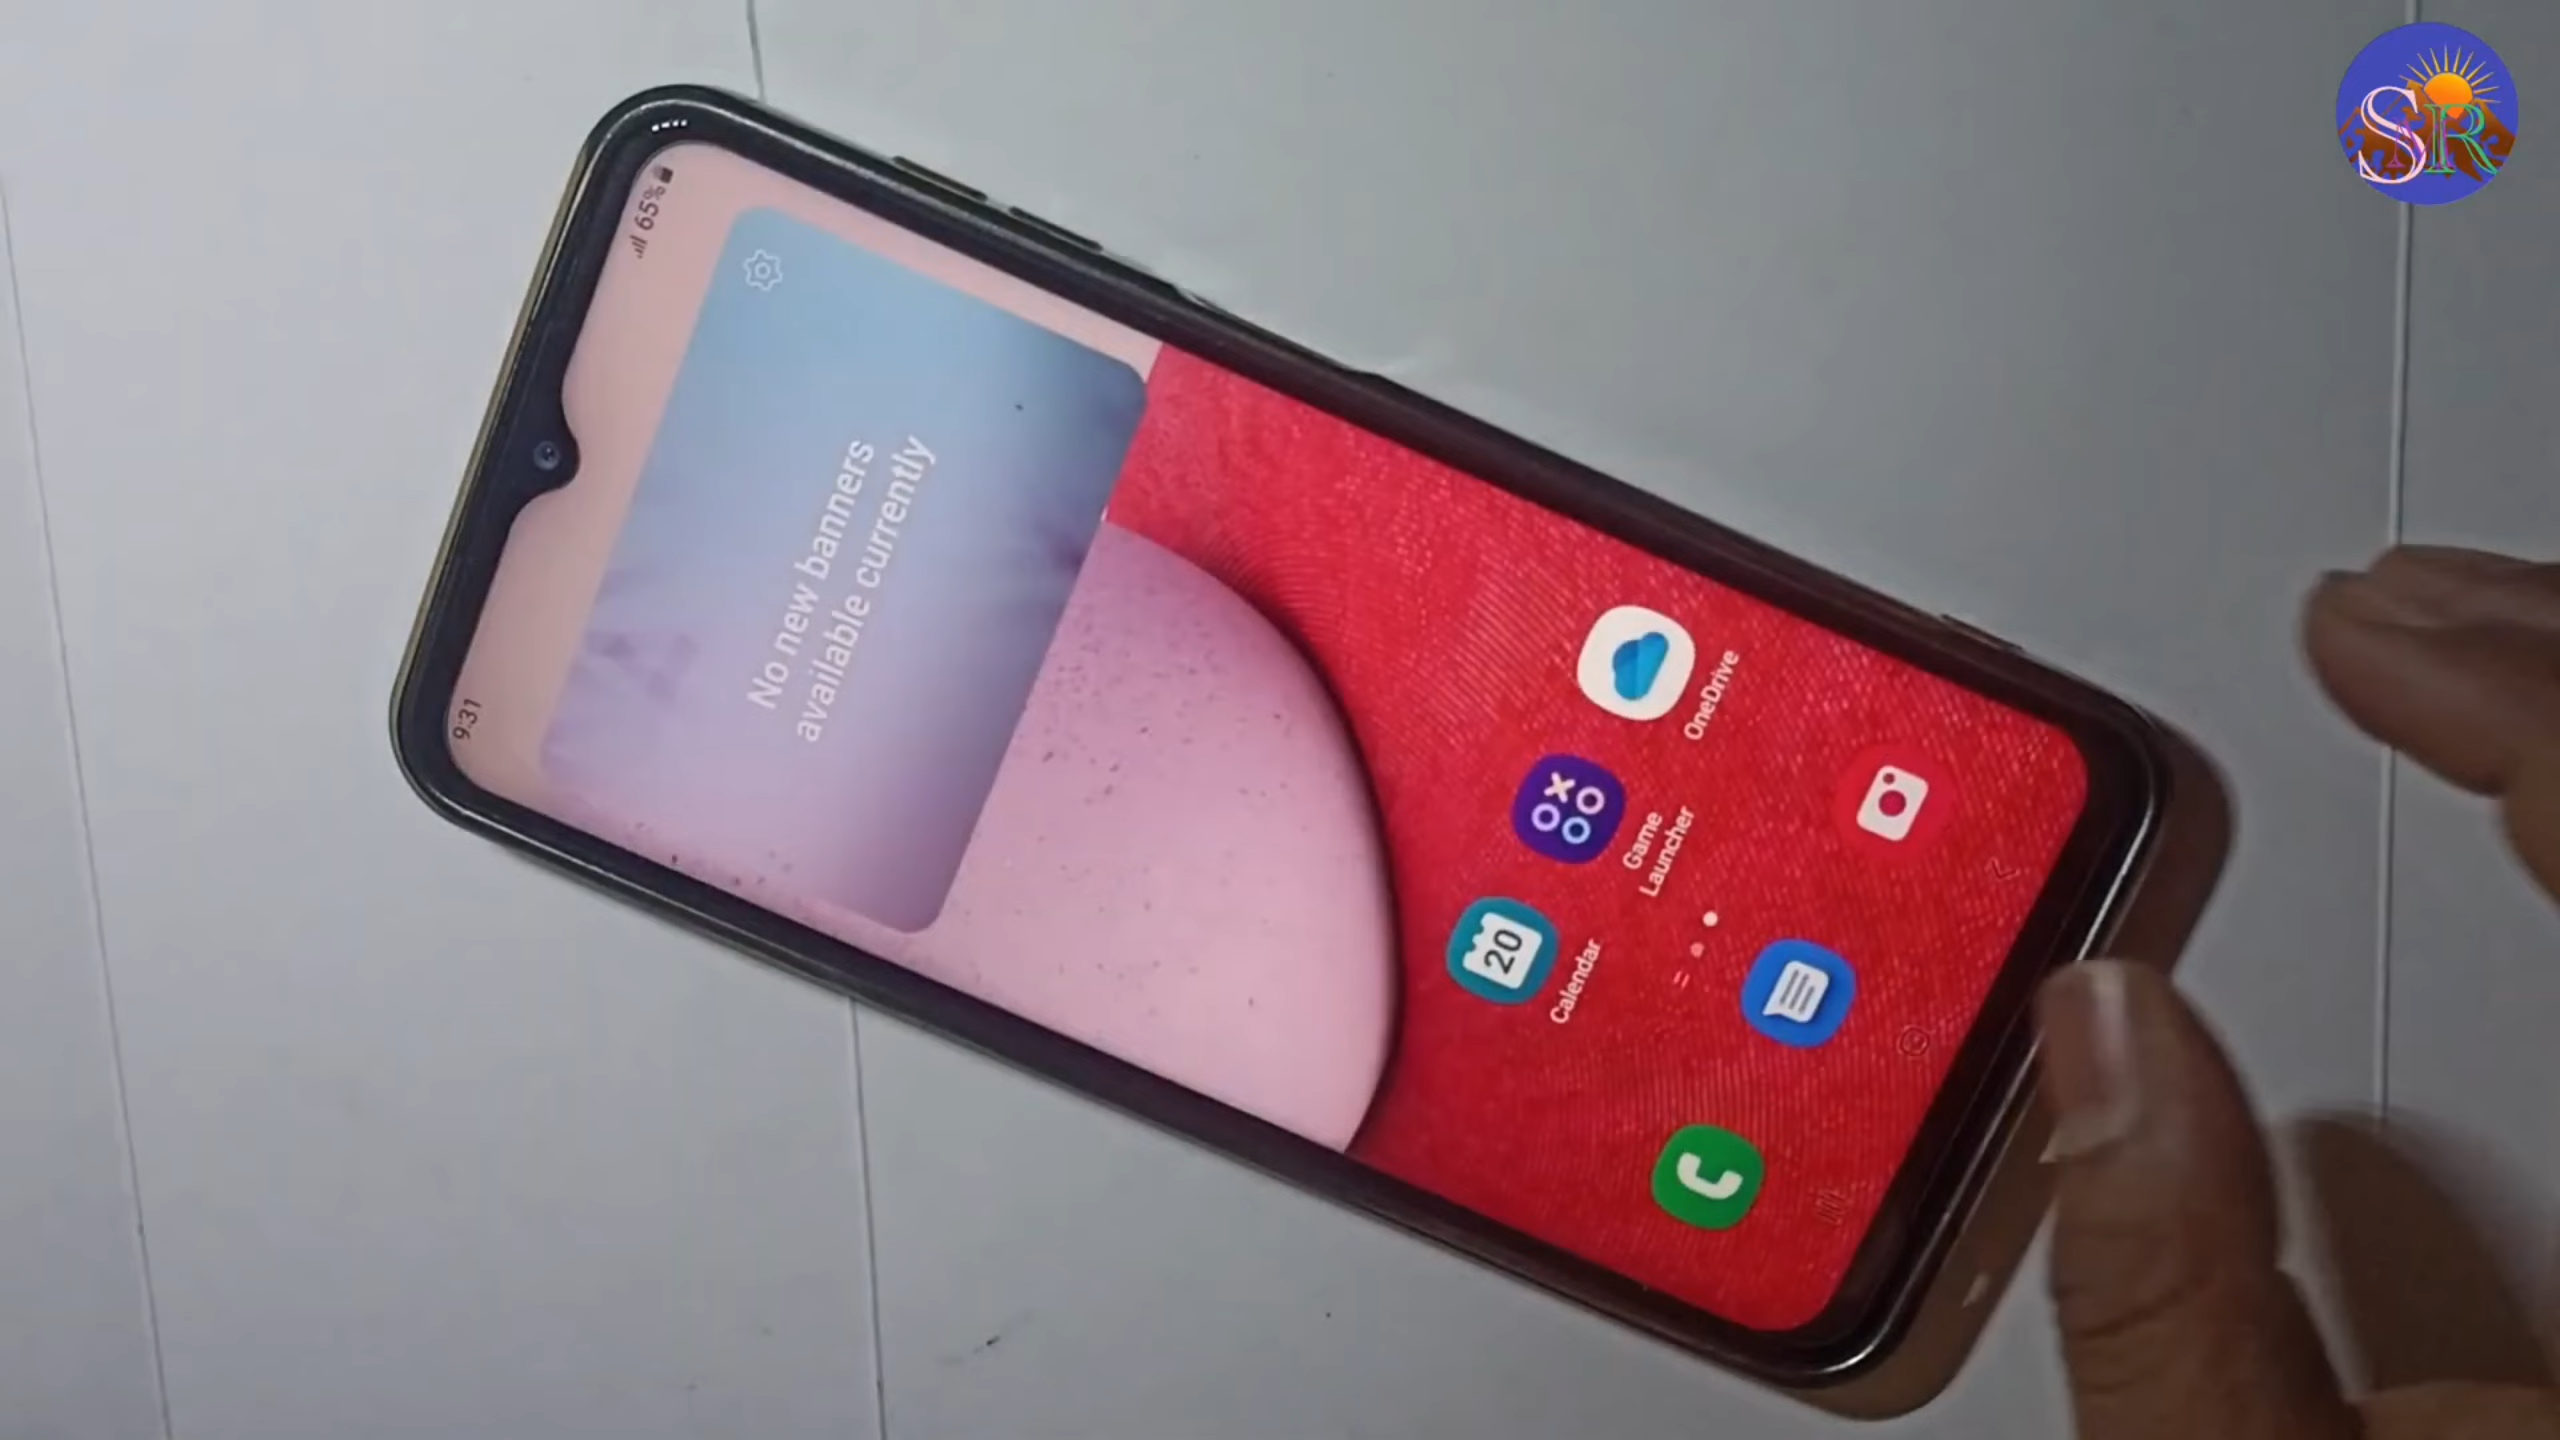 9:31
65%
No new banners
available currently
20
Calendar
Game
Launcher
OneDrive
SR